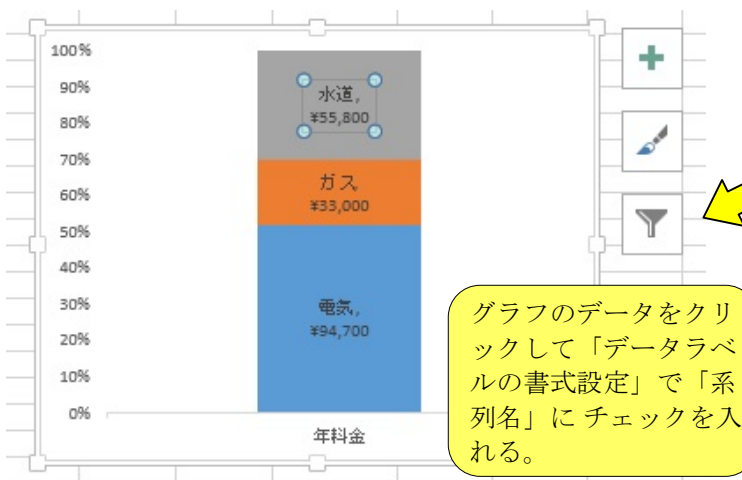 100%
90%
80%
70%
60%
50%
40%
30%
20%
10%
0%
水道,
¥55,800
ガス,
¥33,000
電気,
¥94,700
年料金
グラフのデータをクリ
ックして「データラベ
ルの書式設定」で「系
列名」に チェックを入
れる。